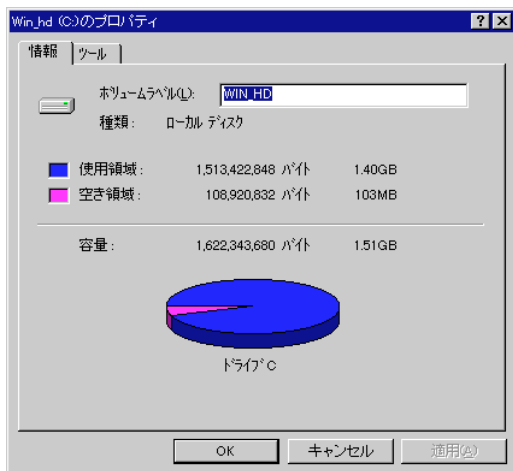 Win_hd (C:)のプロパティ
情報 ツール
ﾎﾞﾘｭｰﾑﾗﾍﾞﾙ(L): WIN_HD
種類: ローカル ディスク
使用領域: 1,513,422,848 ﾊﾞｲﾄ 1.40GB
空き領域: 108,920,832 ﾊﾞｲﾄ 103MB
容量: 1,622,343,680 ﾊﾞｲﾄ 1.51GB
ﾄﾞﾗｲﾌﾞ C
OK キャンセル 適用(A)